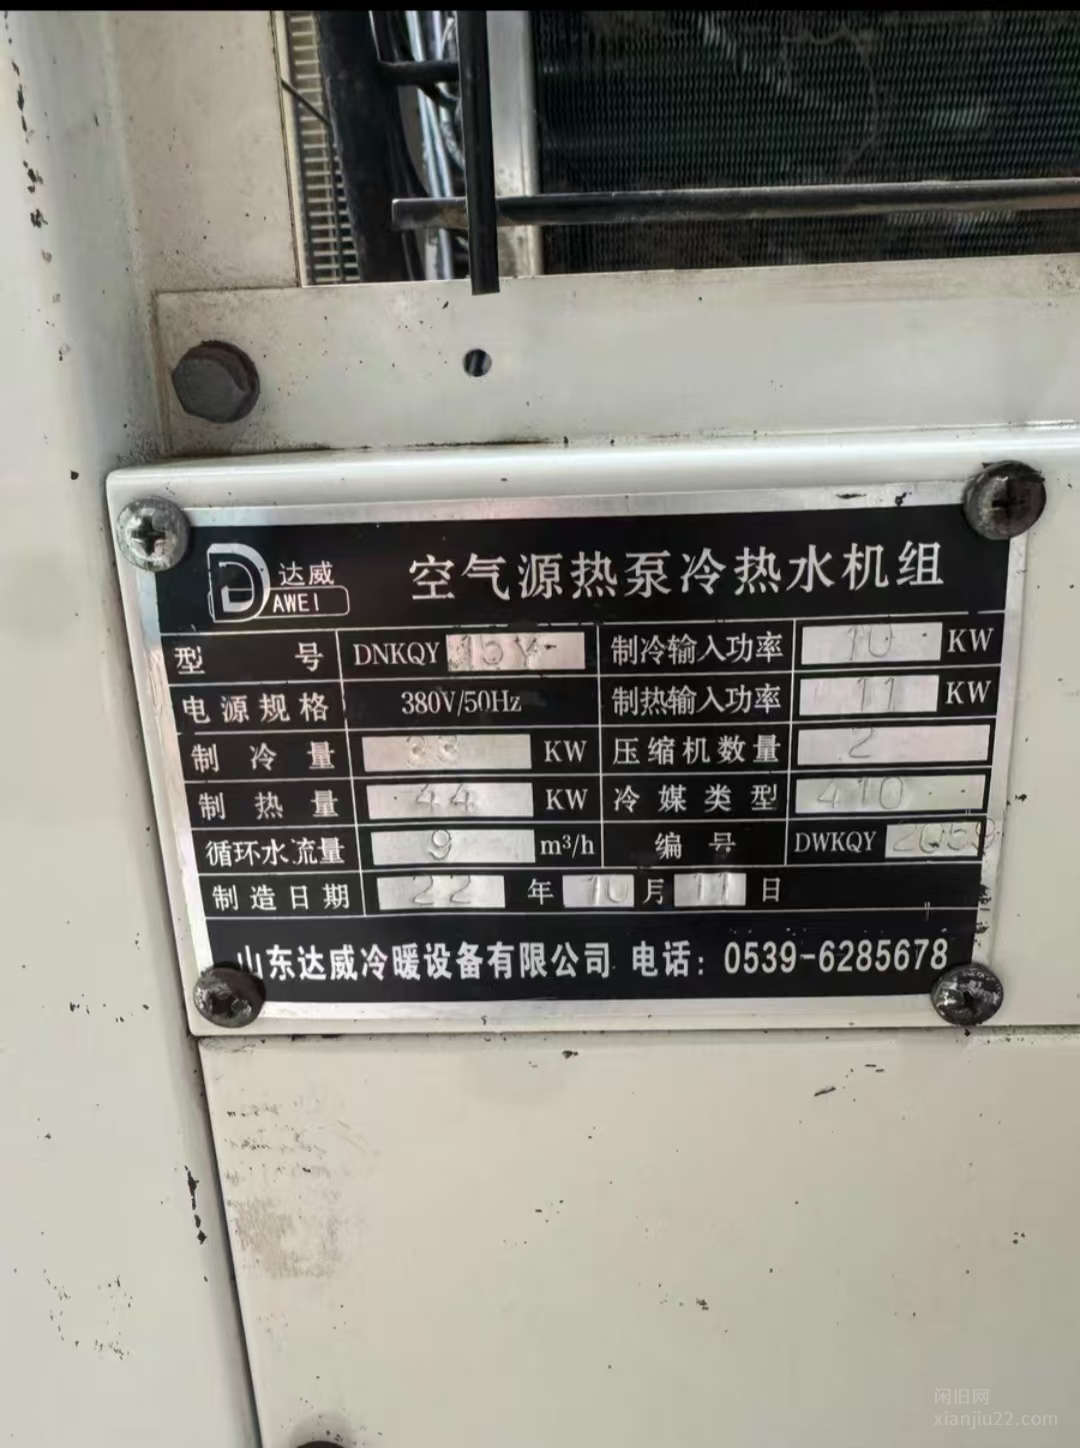 达威
DAWEI
空气源热泵冷热水机组
型号 DNKQY 15Y 制冷输入功率 10 KW
电源规格 380V/50Hz 制热输入功率 11 KW
制冷量 33 KW 压缩机数量 2
制热量 44 KW 冷媒类型 410
循环水流量 9 m³/h 编号 DWKQY 2059
制造日期 22 年 10 月 11 日
山东达威冷暖设备有限公司 电话：0539-6285678
闲旧网
xianjiu22.com